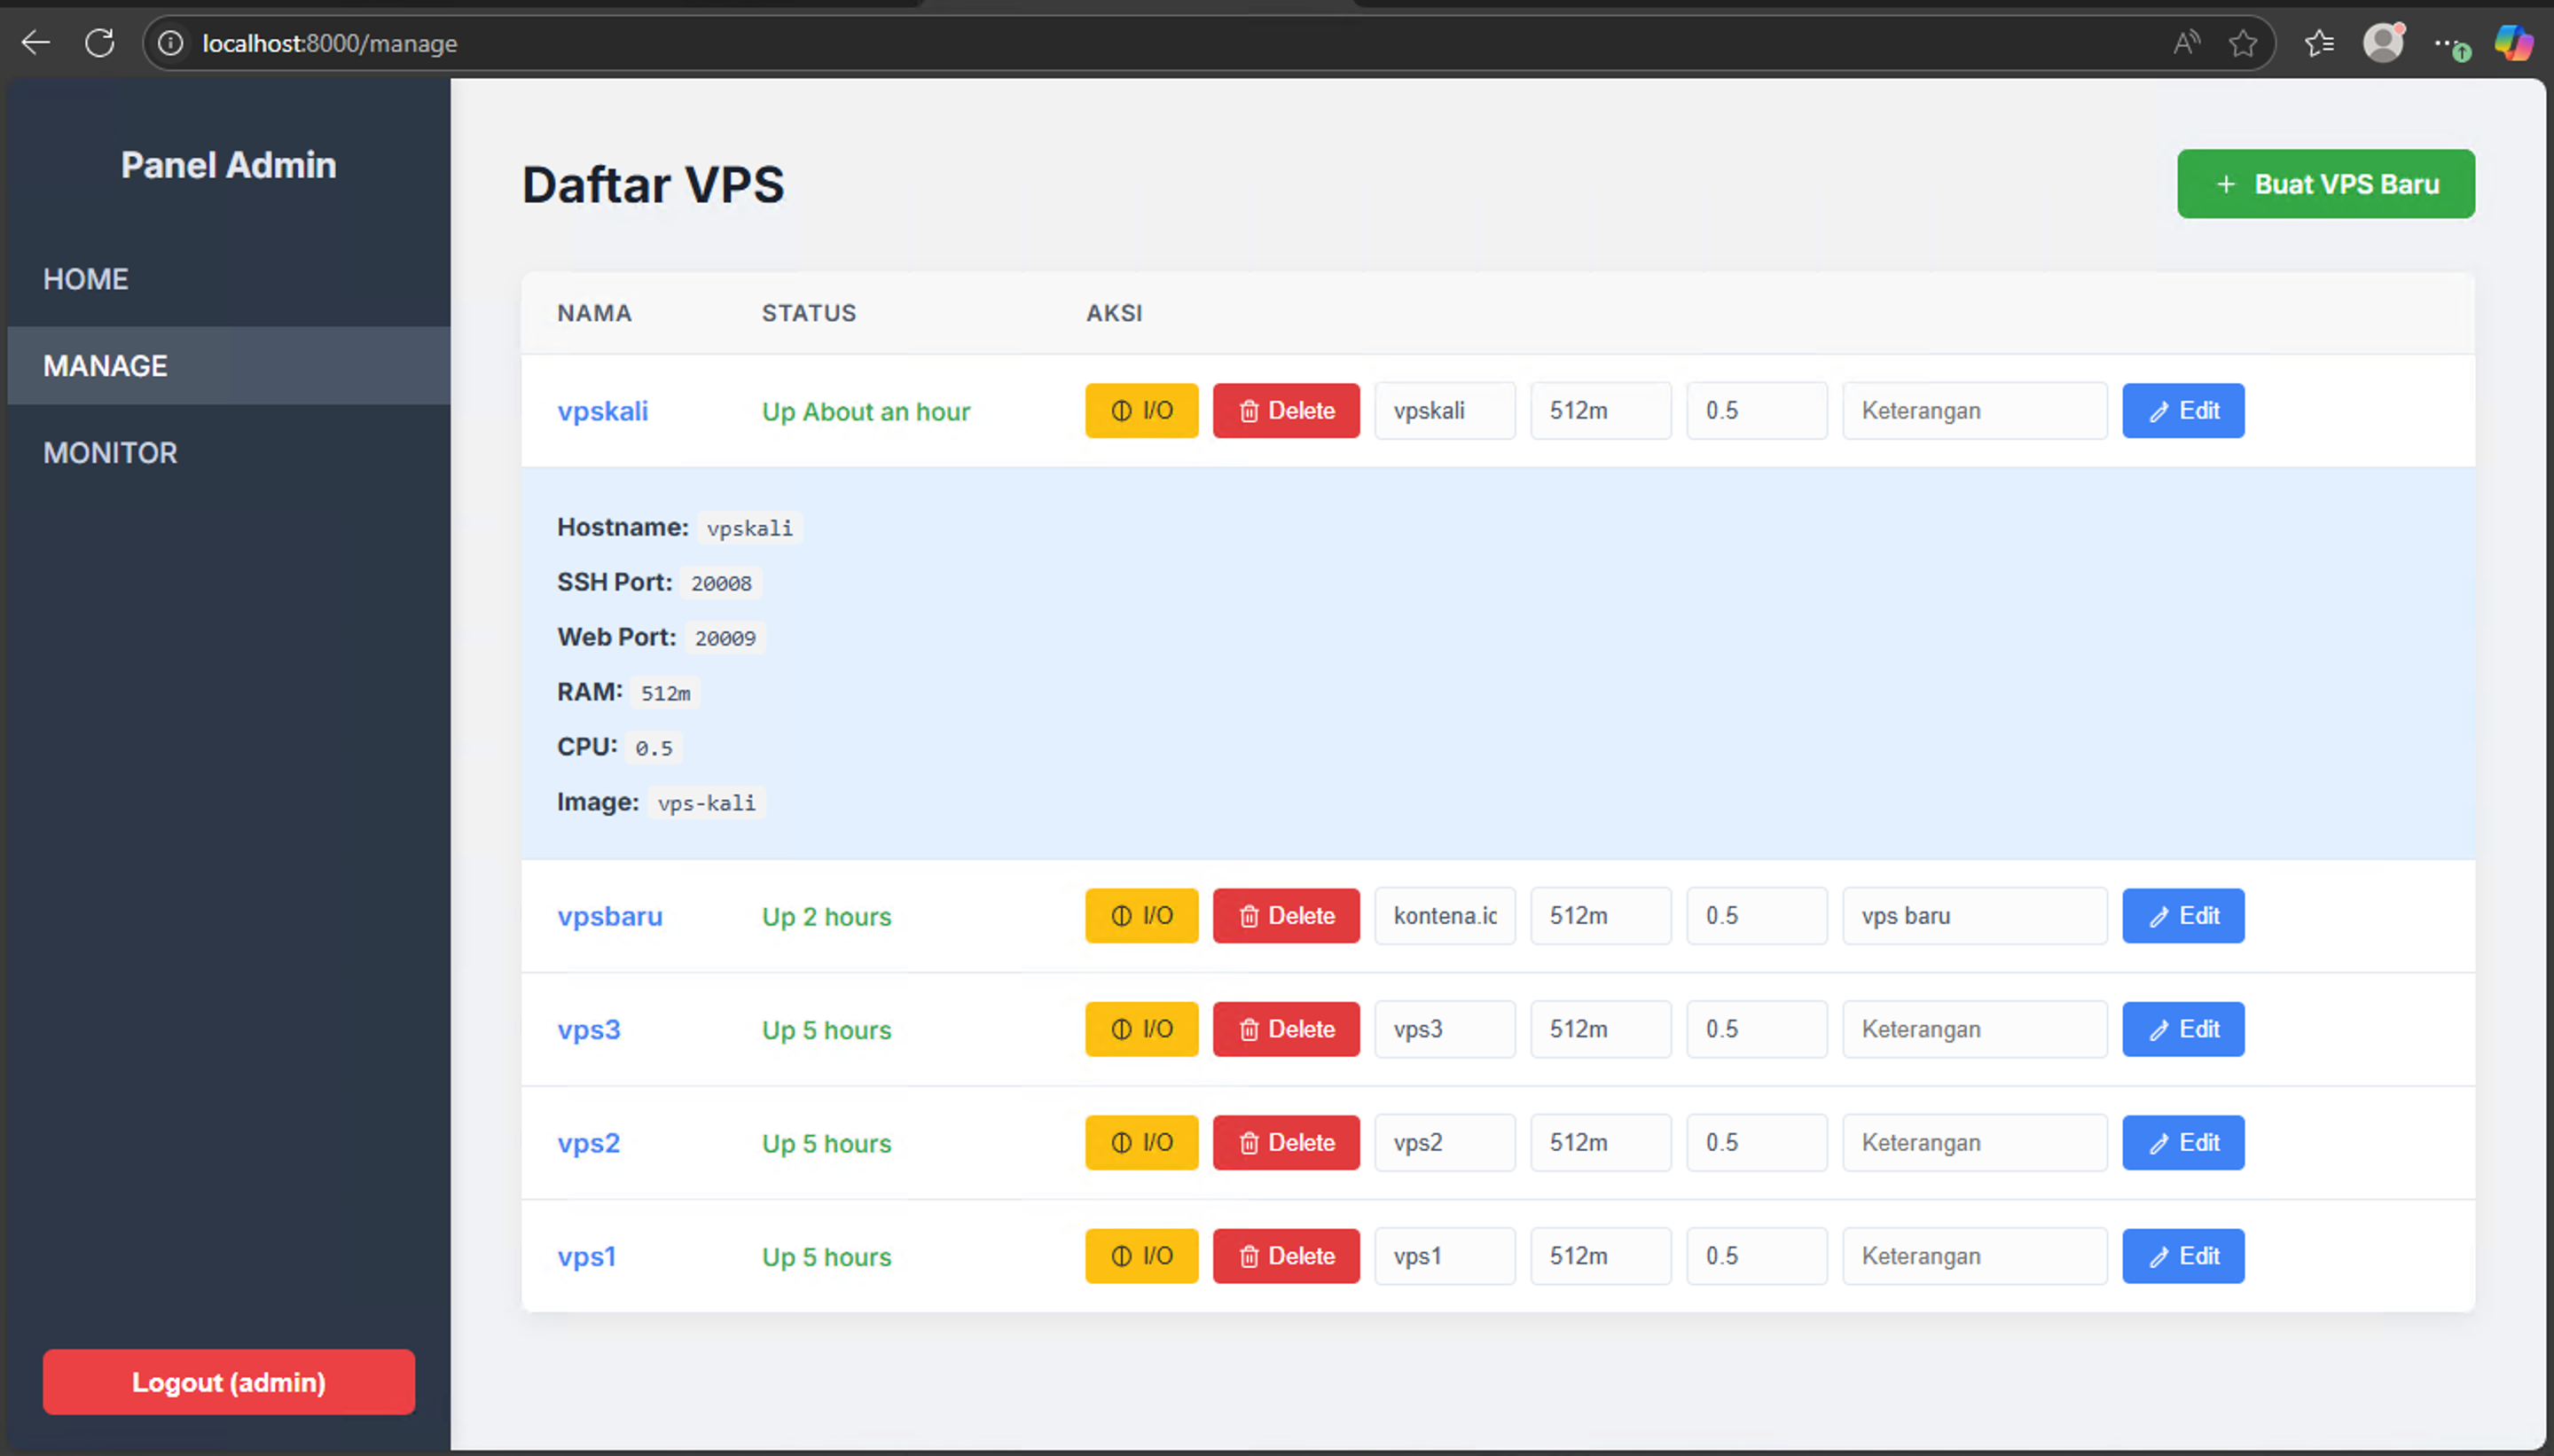 localhost:8000/manage
Panel Admin
HOME
MANAGE
MONITOR
Logout (admin)
Daftar VPS
+ Buat VPS Baru
NAMA STATUS AKSI
vpskali Up About an hour I/O Delete vpskali 512m 0.5 Keterangan Edit
Hostname: vpskali
SSH Port: 20008
Web Port: 20009
RAM: 512m
CPU: 0.5
Image: vps-kali
vpsbaru Up 2 hours I/O Delete kontena.ic 512m 0.5 vps baru Edit
vps3 Up 5 hours I/O Delete vps3 512m 0.5 Keterangan Edit
vps2 Up 5 hours I/O Delete vps2 512m 0.5 Keterangan Edit
vps1 Up 5 hours I/O Delete vps1 512m 0.5 Keterangan Edit